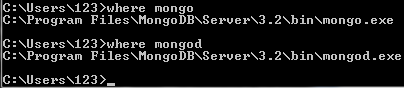 C:\Users\123>where mongo
C:\Program Files\MongoDB\Server\3.2\bin\mongo.exe
C:\Users\123>where mongod
C:\Program Files\MongoDB\Server\3.2\bin\mongod.exe
C:\Users\123>_